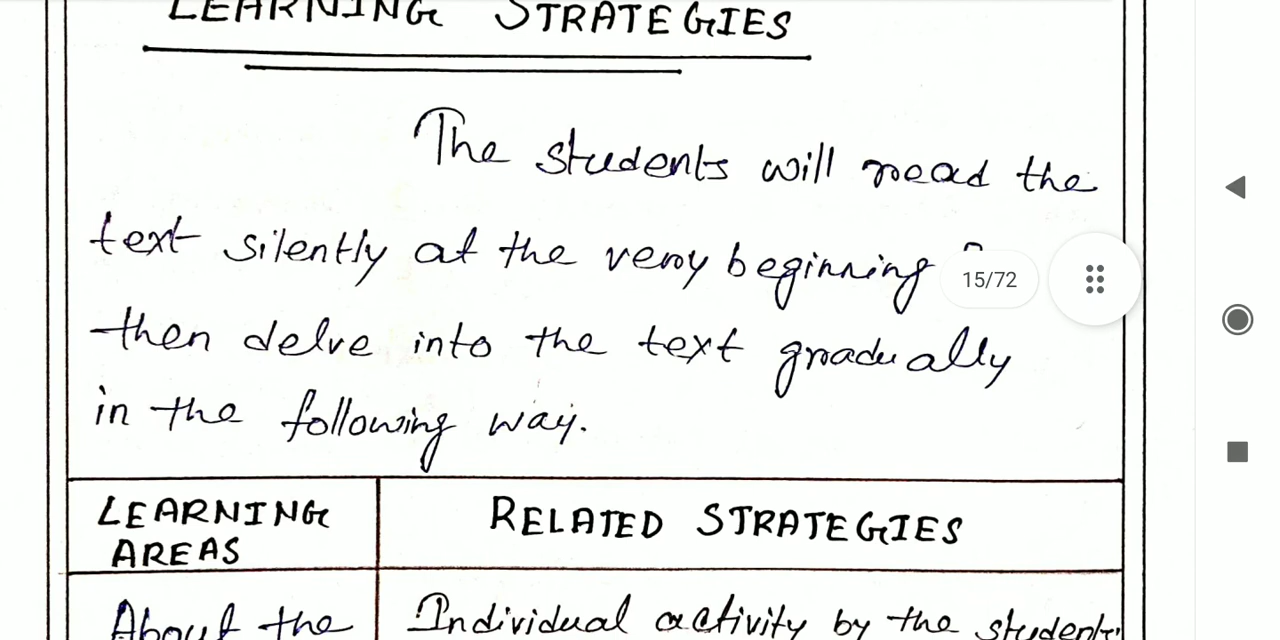 LEARNING STRATEGIES
The students will read the
text silently at the very beginning
15/72
then delve into the text gradually
in the following way.
LEARNING
AREAS
RELATED STRATEGIES
About the
Individual activity by the students'